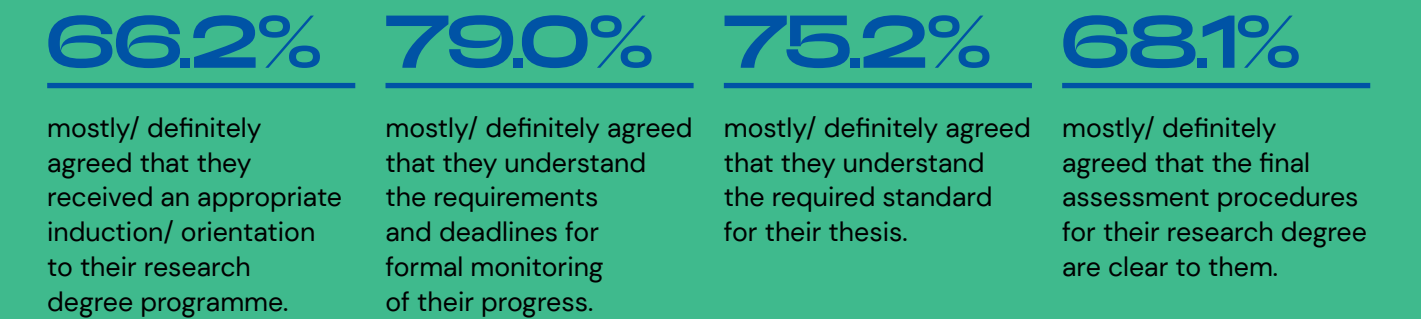 66.2%
mostly/ definitely
agreed that they
received an appropriate
induction/ orientation
to their research
degree programme.
79.0%
mostly/ definitely agreed
that they understand
the requirements
and deadlines for
formal monitoring
of their progress.
75.2%
mostly/ definitely agreed
that they understand
the required standard
for their thesis.
68.1%
mostly/ definitely
agreed that the final
assessment procedures
for their research degree
are clear to them.